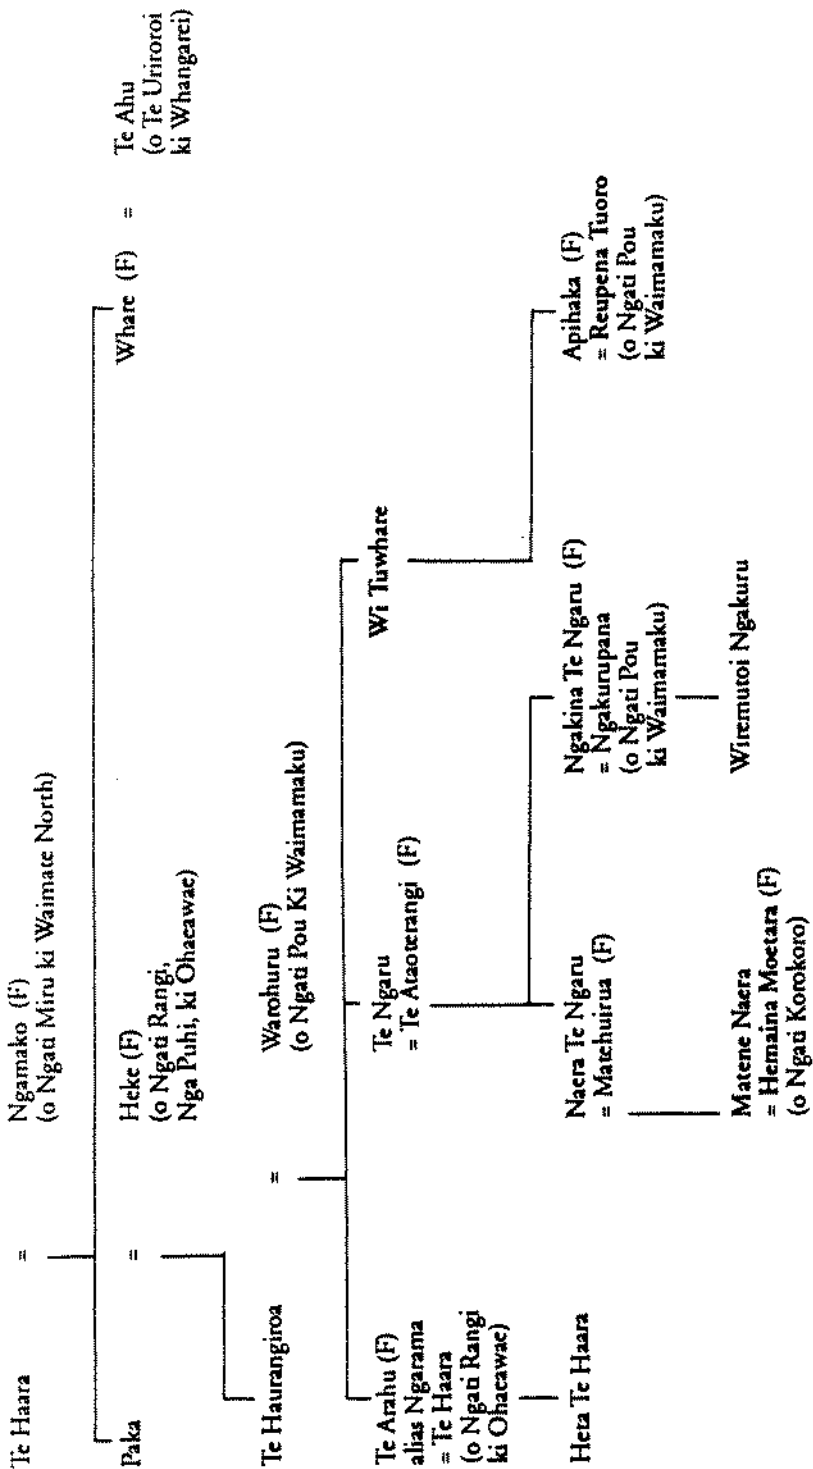 Te Haara = Ngamako (F)
(o Ngati Miru ki Waimate North)
Paka = Heke (F)
(o Ngati Rangi,
Nga Puhi, ki Ohaeawae)
Whare (F) = Te Ahu
(o Te Uriroroi
ki Whangarei)
Te Haurangiroa = Warohuru (F)
(o Ngati Pou Ki Waimamaku)
Te Arahu (F)
alias Ngarama
= Te Haara
(o Ngati Rangi
ki Ohaeawae)
Te Ngaru
= Te Ataoterangi (F)
Wi Tuwhare
Heta Te Haara
Naera Te Ngaru
= Matehuirua (F)
Ngakina Te Ngaru (F)
= Ngakurupana
(o Ngati Pou
ki Waimamaku)
Apihaka (F)
= Reupena Tuoro
(o Ngati Pou
ki Waimamaku)
Matene Naera
= Hemaina Moetara (F)
(o Ngati Korokoro)
Wiremutoi Ngakuru